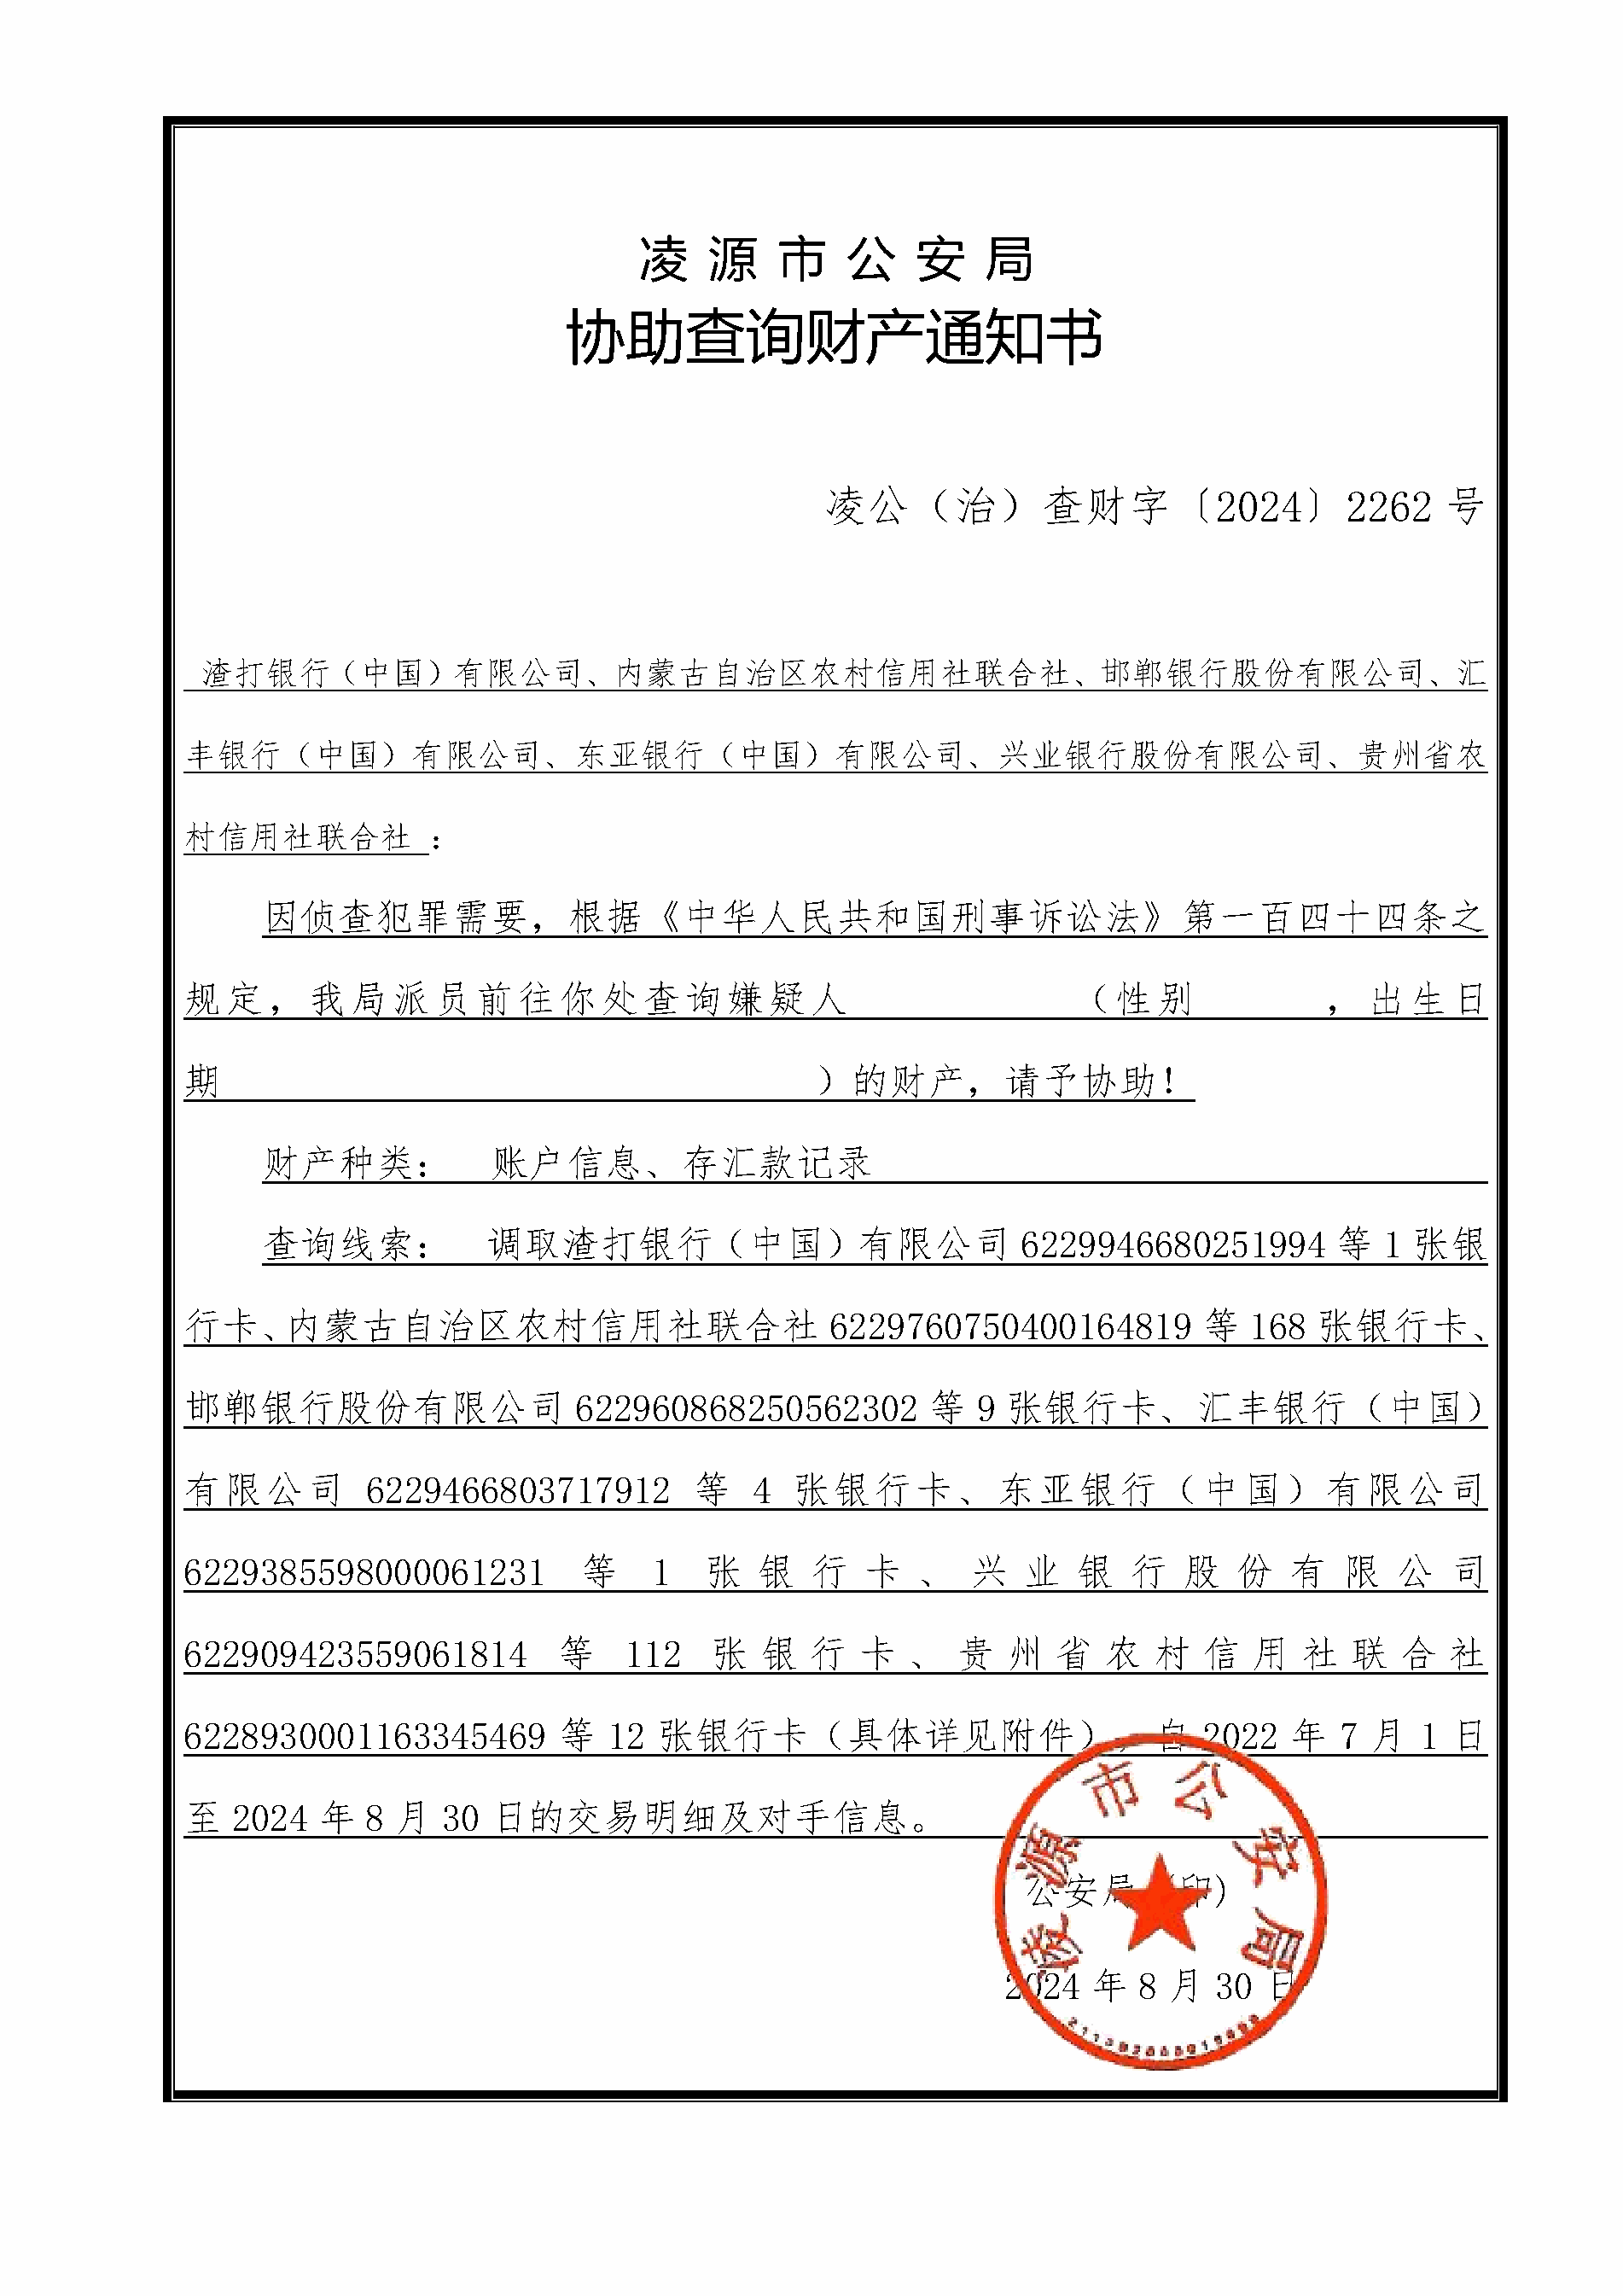 凌源市公安局
协助查询财产通知书
凌公（治）查财字〔2024〕2262 号
渣打银行（中国）有限公司、内蒙古自治区农村信用社联合社、邯郸银行股份有限公司、汇
丰银行（中国）有限公司、东亚银行（中国）有限公司、兴业银行股份有限公司、贵州省农
村信用社联合社 ：
因侦查犯罪需要，根据《中华人民共和国刑事诉讼法》第一百四十四条之
规定，我局派员前往你处查询嫌疑人 （性别 ，出生日
期 ）的财产，请予协助！
财产种类： 账户信息、存汇款记录
查询线索： 调取渣打银行（中国）有限公司 6229946680251994 等 1 张银
行卡、内蒙古自治区农村信用社联合社 6229760750400164819 等 168 张银行卡、
邯郸银行股份有限公司 622960868250562302 等 9 张银行卡、汇丰银行（中国）
有限公司 6229466803717912 等 4 张银行卡、东亚银行（中国）有限公司
6229385598000061231 等 1 张银行卡、兴业银行股份有限公司
622909423559061814 等 112 张银行卡、贵州省农村信用社联合社
6228930001163345469 等 12 张银行卡（具体详见附件），自 2022 年 7 月 1 日
至 2024 年 8 月 30 日的交易明细及对手信息。
公安局（印）
2024 年 8 月 30 日
凌源市公安局